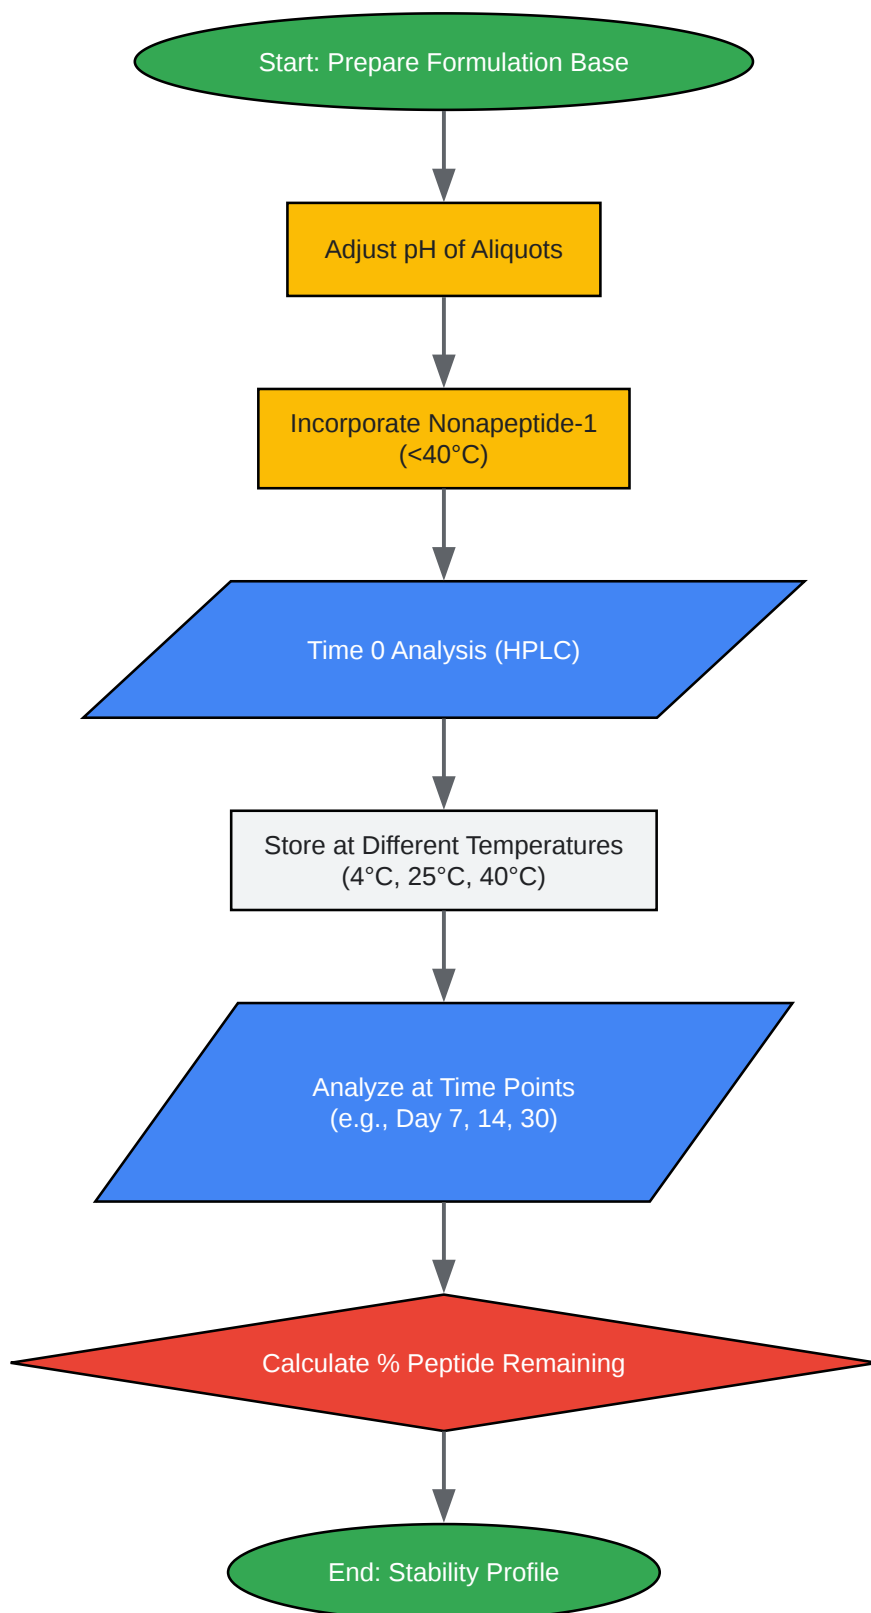 Start: Prepare Formulation Base
Adjust pH of Aliquots
Incorporate Nonapeptide-1
(<40°C)
Time 0 Analysis (HPLC)
Store at Different Temperatures
(4°C, 25°C, 40°C)
Analyze at Time Points
(e.g., Day 7, 14, 30)
Calculate % Peptide Remaining
End: Stability Profile